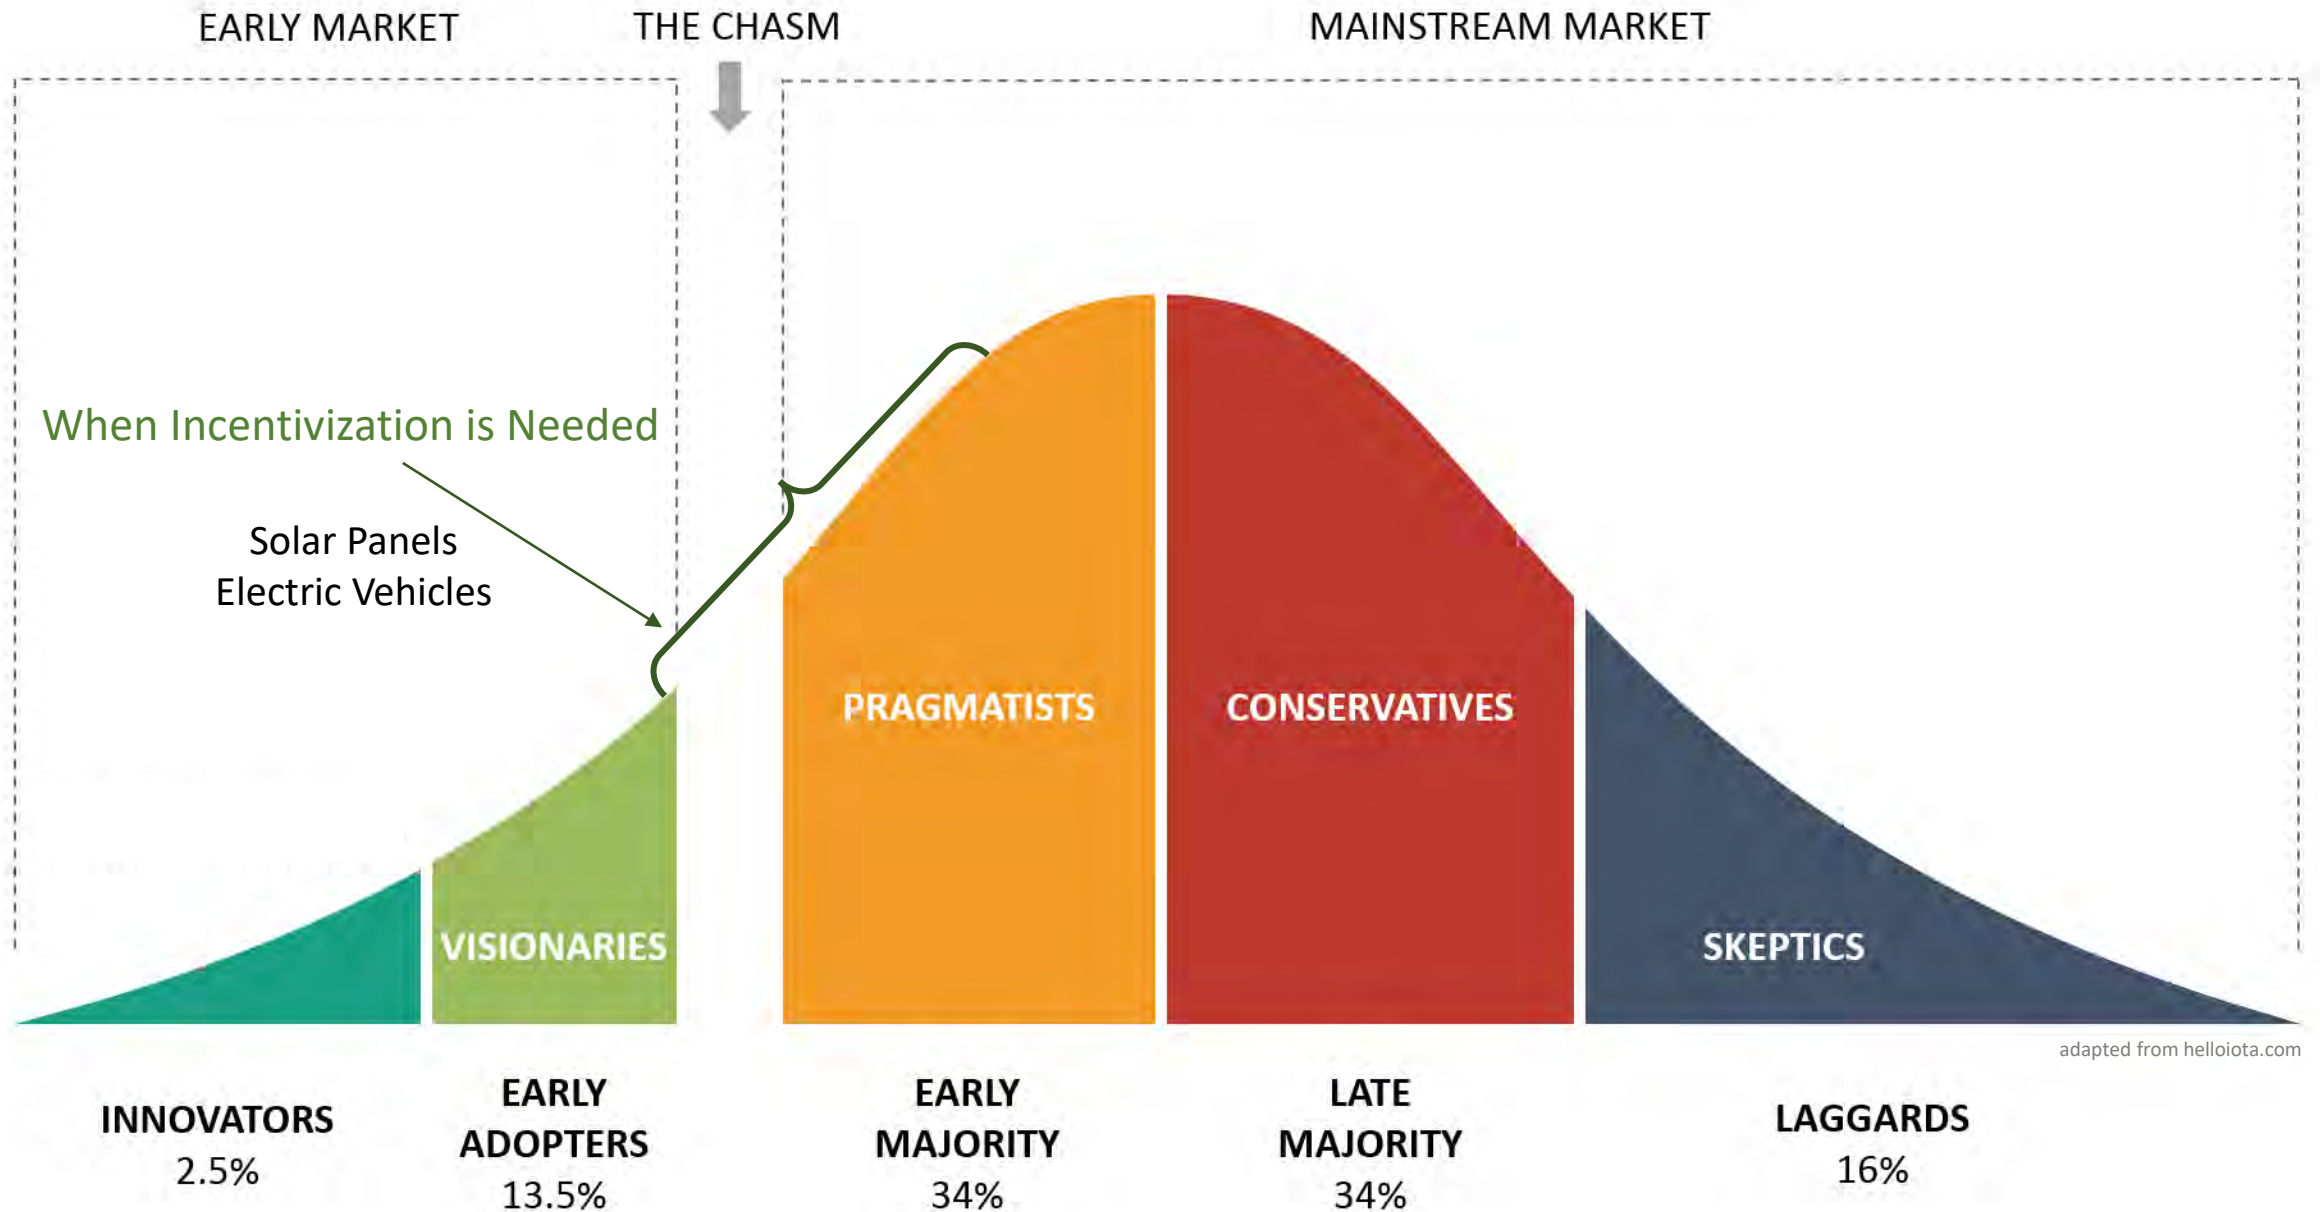 EARLY MARKET
THE CHASM
MAINSTREAM MARKET
When Incentivization is Needed
Solar Panels
Electric Vehicles
PRAGMATISTS
CONSERVATIVES
VISIONARIES
SKEPTICS
adapted from helloiota.com
INNOVATORS
2.5%
EARLY
ADOPTERS
13.5%
EARLY
MAJORITY
34%
LATE
MAJORITY
34%
LAGGARDS
16%